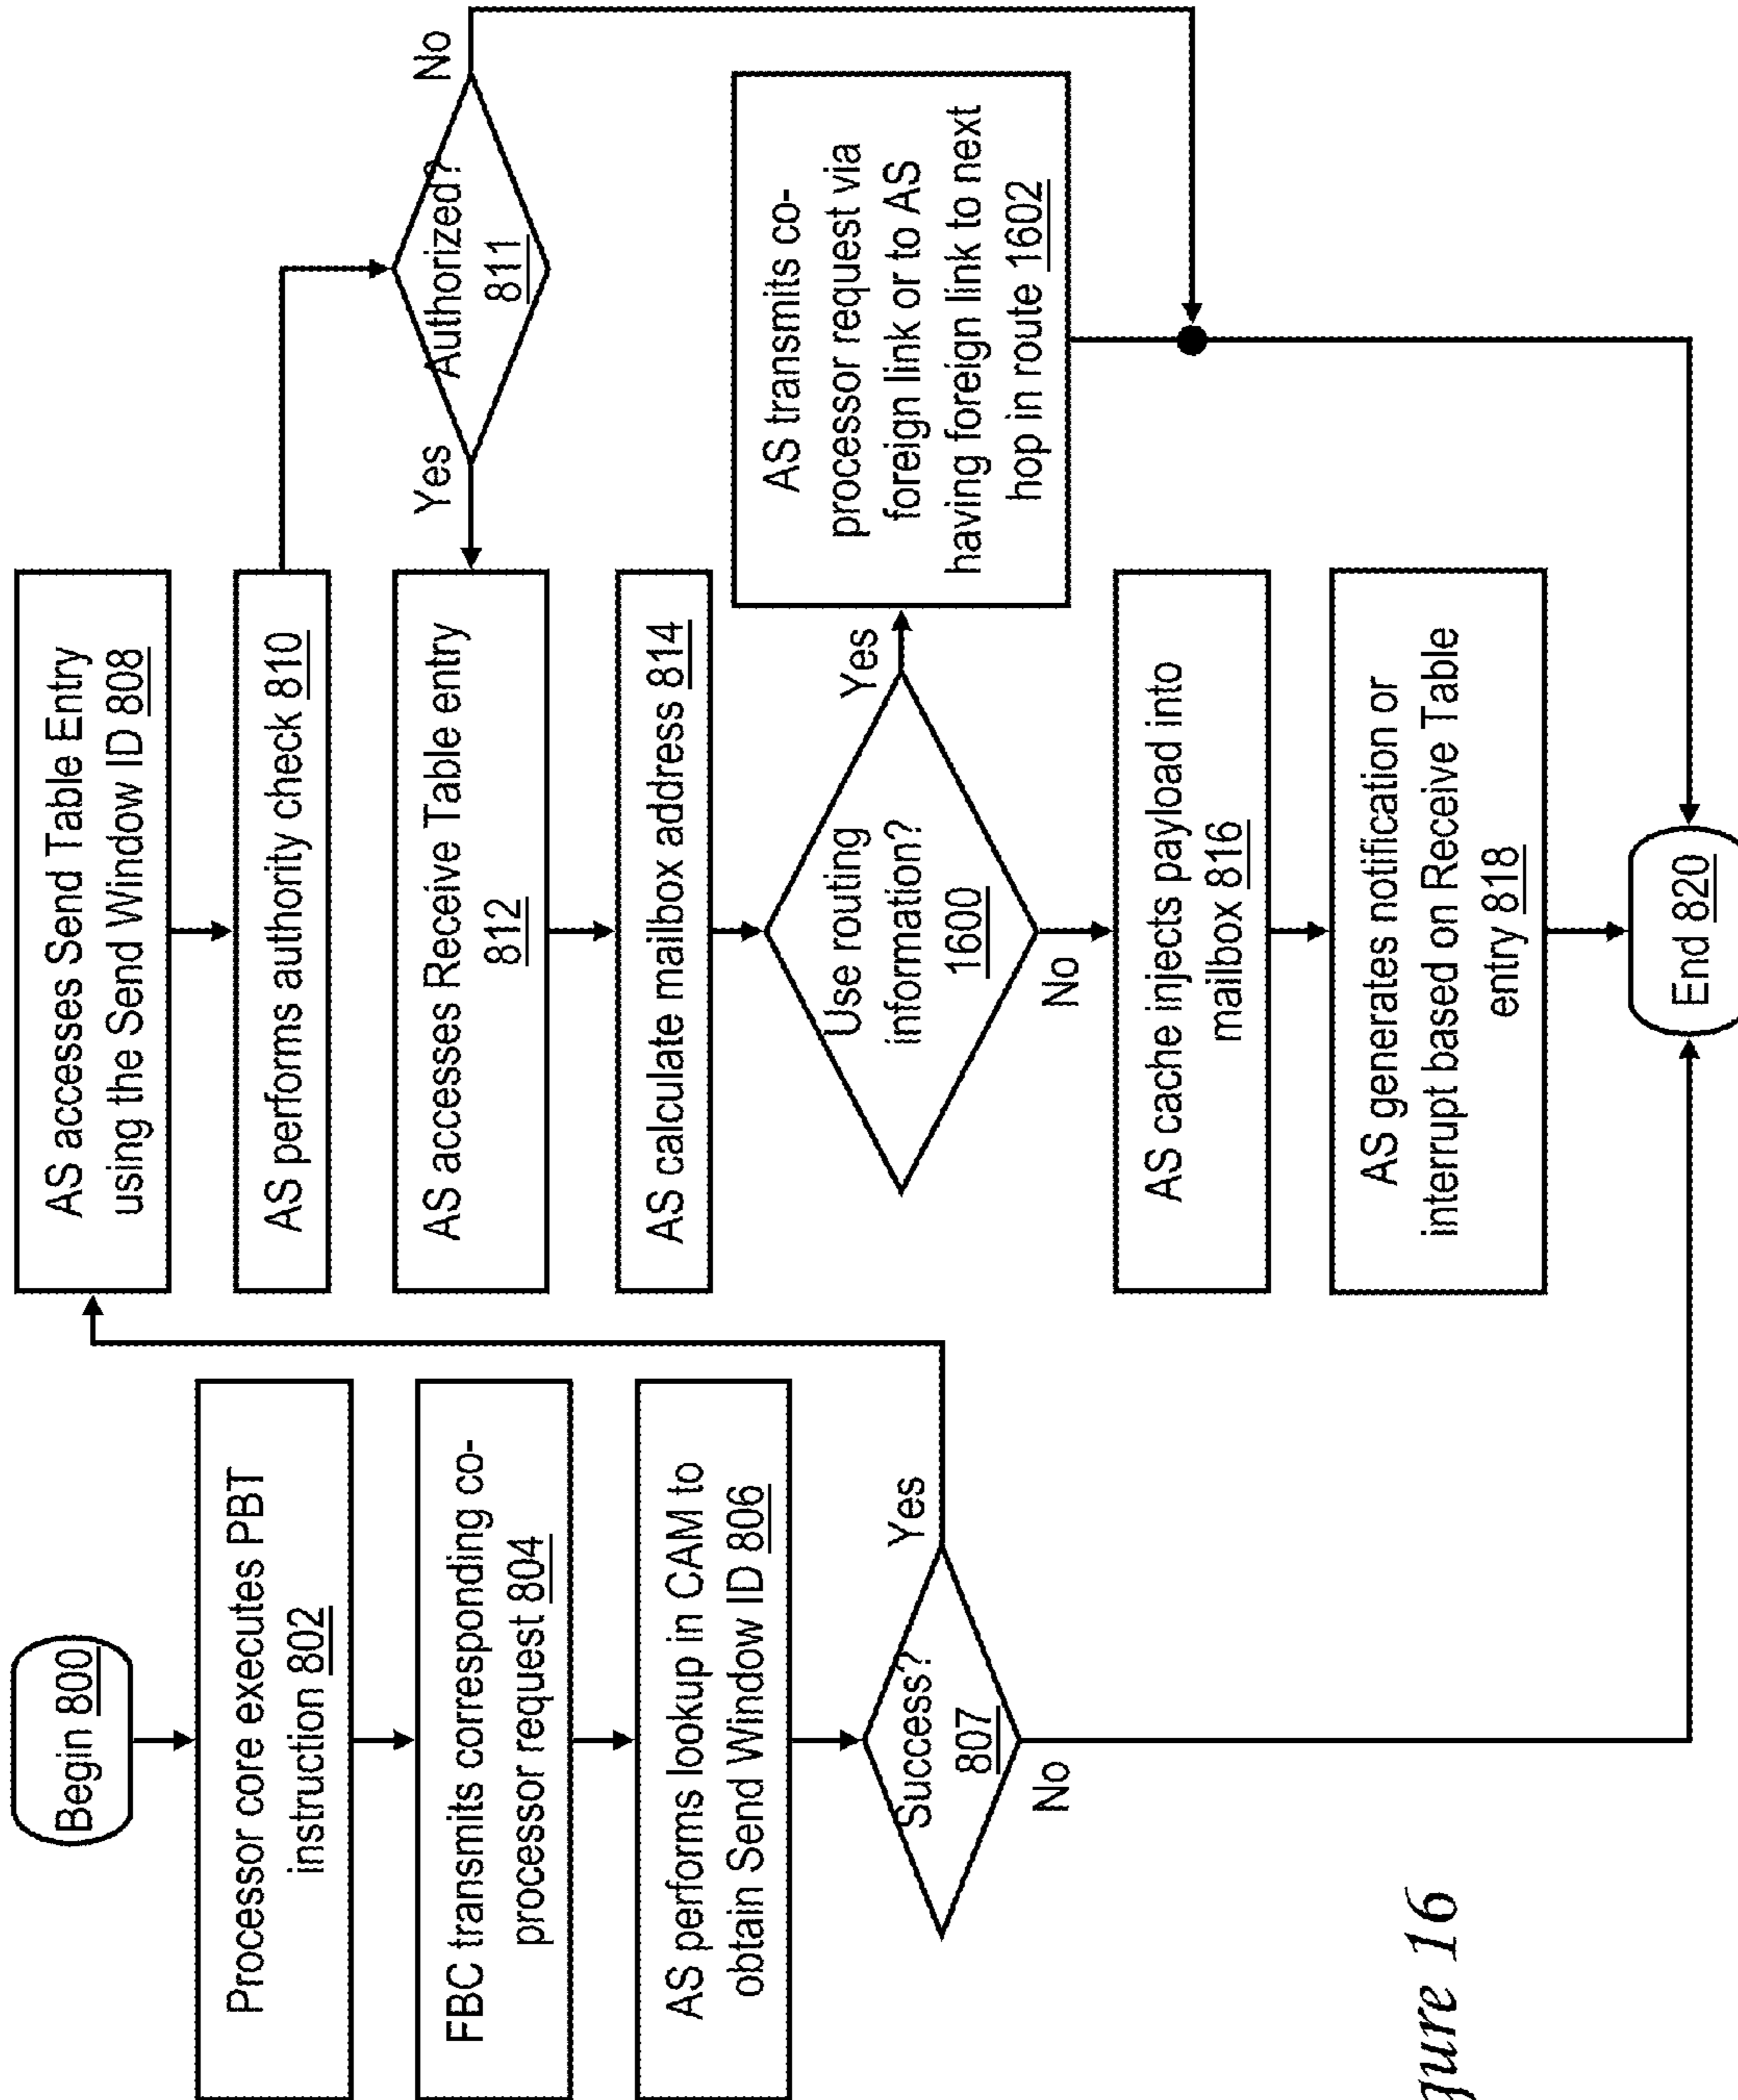 Begin 800
Processor core executes PBT
instruction 802
FBC transmits corresponding co-
processor request 804
AS performs lookup in CAM to
obtain Send Window ID 806
Success?
807
Yes
No
AS accesses Send Table Entry
using the Send Window ID 808
AS performs authority check 810
Authorized?
811
Yes
No
AS accesses Receive Table entry
812
AS calculate mailbox address 814
Use routing
information?
1600
Yes
No
AS transmits co-
processor request via
foreign link or to AS
having foreign link to next
hop in route 1602
AS cache injects payload into
mailbox 816
AS generates notification or
interrupt based on Receive Table
entry 818
End 820
gure 16